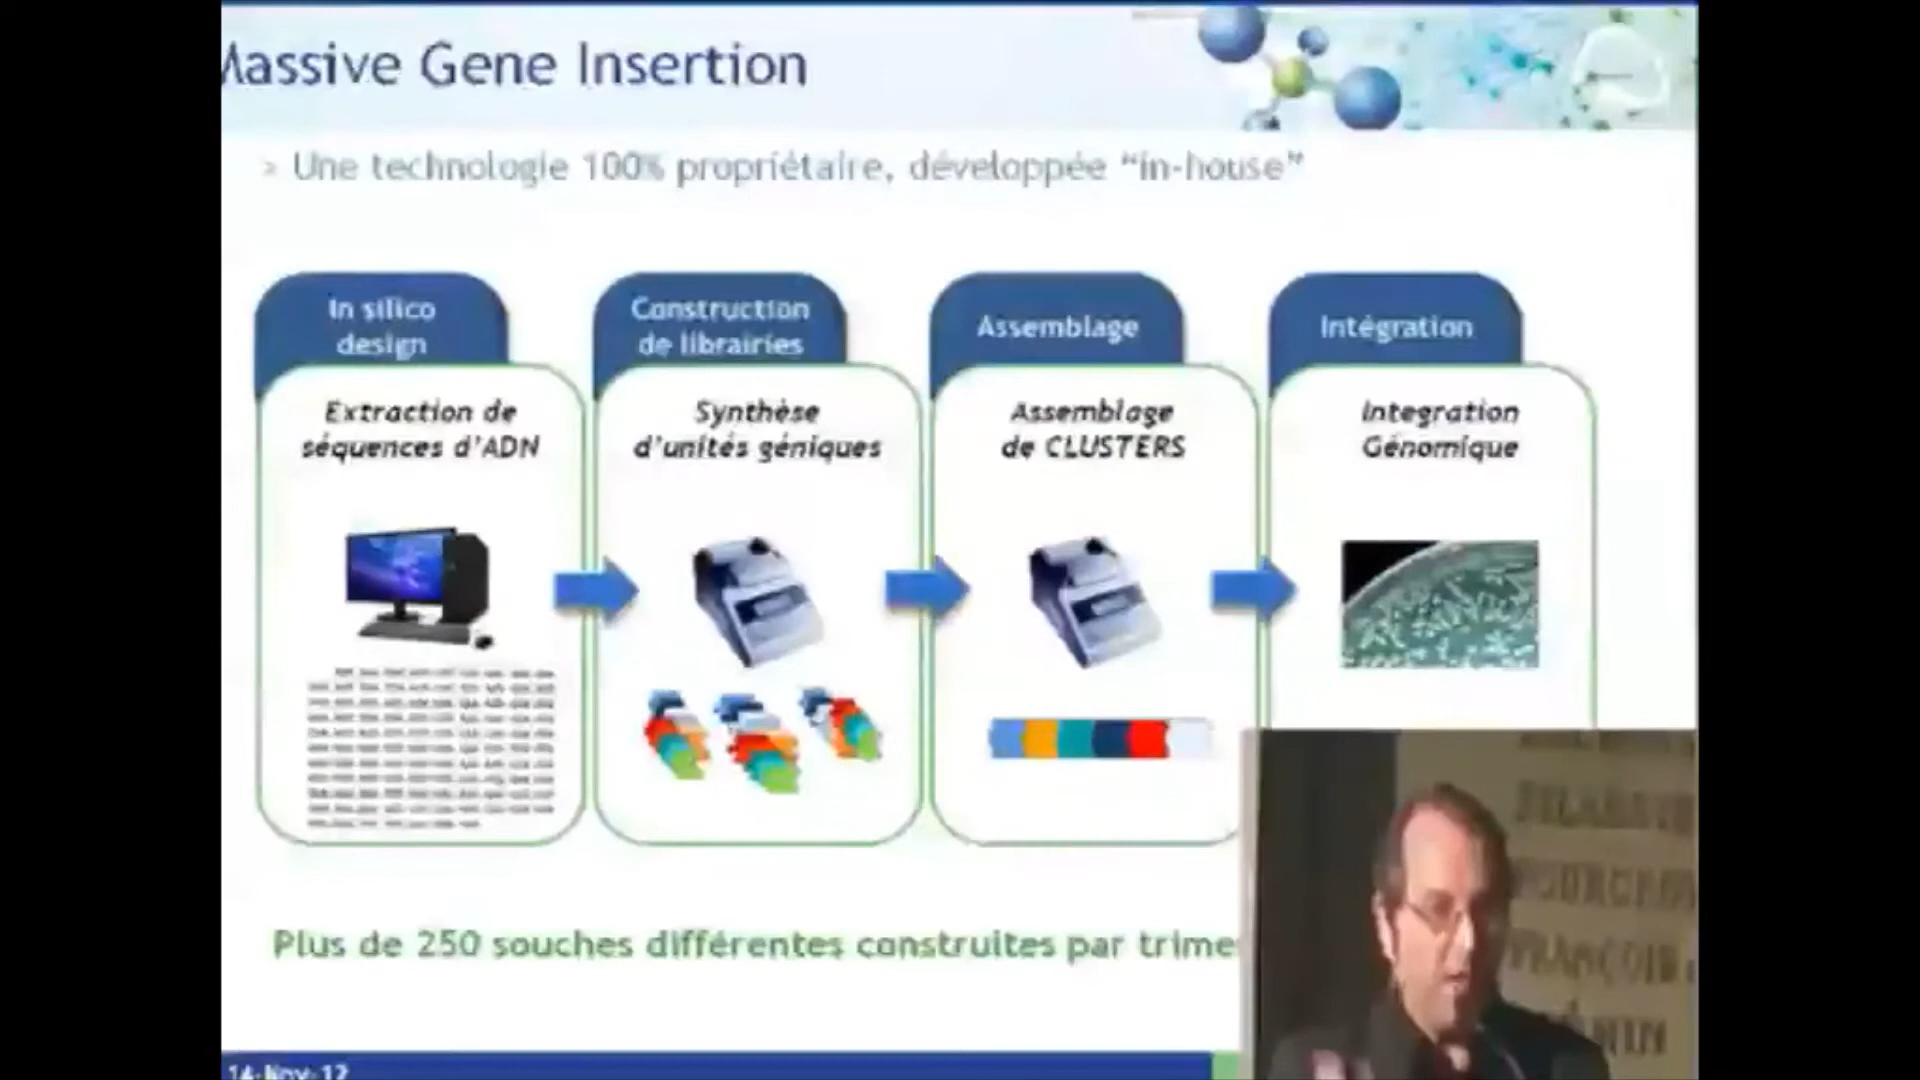 Massive Gene Insertion
> Une technologie 100% propriétaire, développée “in-house”
In silico
design
Construction
de librairies
Assemblage
Intégration
Extraction de
séquences d'ADN
Synthèse
d'unités géniques
Assemblage
de CLUSTERS
Integration
Génomique
Plus de 250 souches différentes construites par trime
14-Nov-12
FRANÇOIS